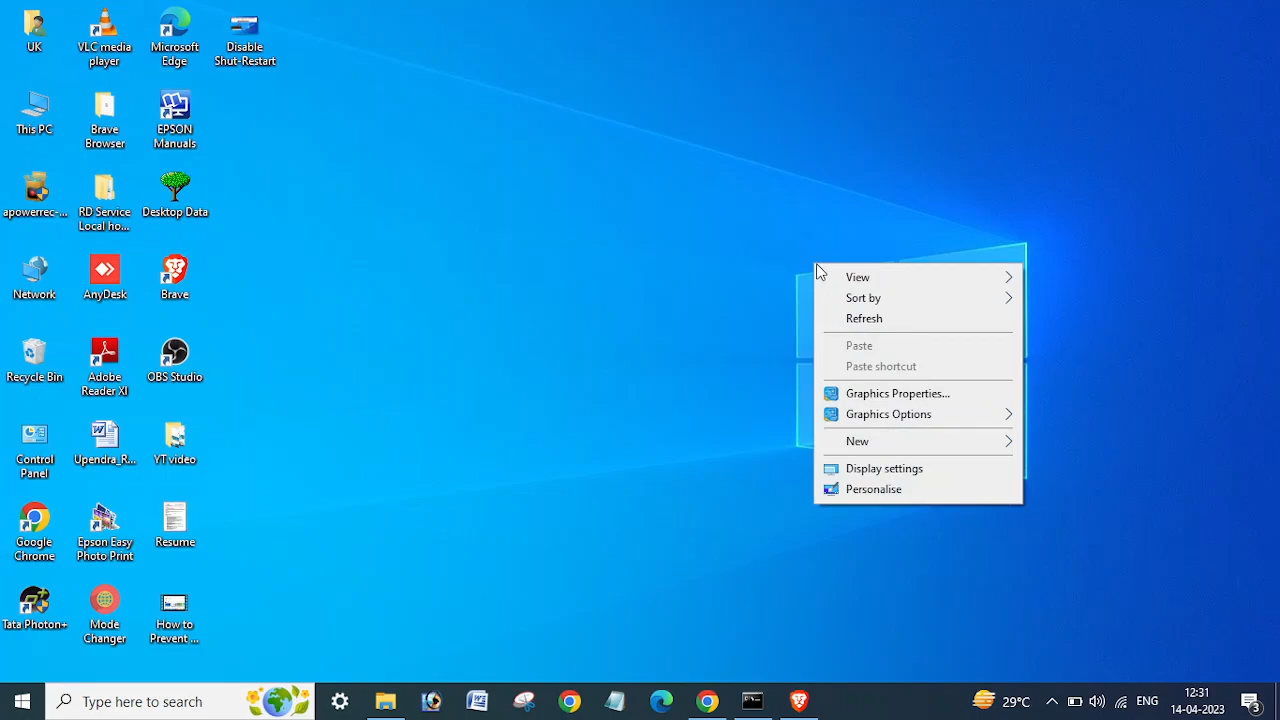 UK
VLC media
player
Microsoft
Edge
Disable
Shut-Restart
This PC
Brave
Browser
EPSON
Manuals
apowerrec-...
RD Service
Local ho...
Desktop Data
Network
AnyDesk
Brave
Recycle Bin
Adobe
Reader XI
OBS Studio
Control
Panel
Upendra_R...
YT video
Google
Chrome
Epson Easy
Photo Print
Resume
Tata Photon+
Mode
Changer
How to
Prevent ...
View
Sort by
Refresh
Paste
Paste shortcut
Graphics Properties...
Graphics Options
New
Display settings
Personalise
Type here to search
29°C
ENG
12:31
14-04-2023
3